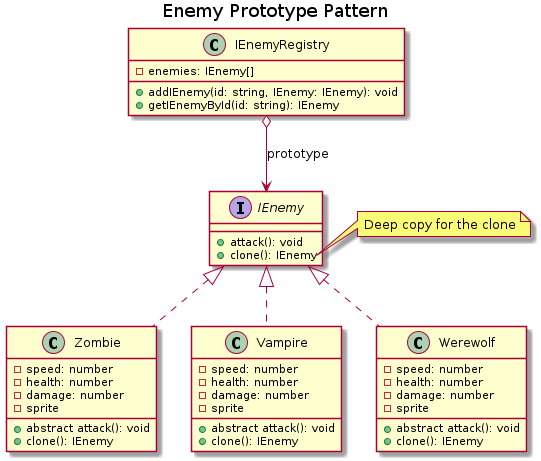 Enemy Prototype Pattern
C IEnemyRegistry
enemies: IEnemy[]
addIEnemy(id: string, IEnemy: IEnemy): void
getIEnemyById(id: string): IEnemy
prototype
I IEnemy
attack(): void
clone(): IEnemy
Deep copy for the clone
C Zombie
speed: number
health: number
damage: number
sprite
abstract attack(): void
clone(): IEnemy
C Vampire
speed: number
health: number
damage: number
sprite
abstract attack(): void
clone(): IEnemy
C Werewolf
speed: number
health: number
damage: number
sprite
abstract attack(): void
clone(): IEnemy